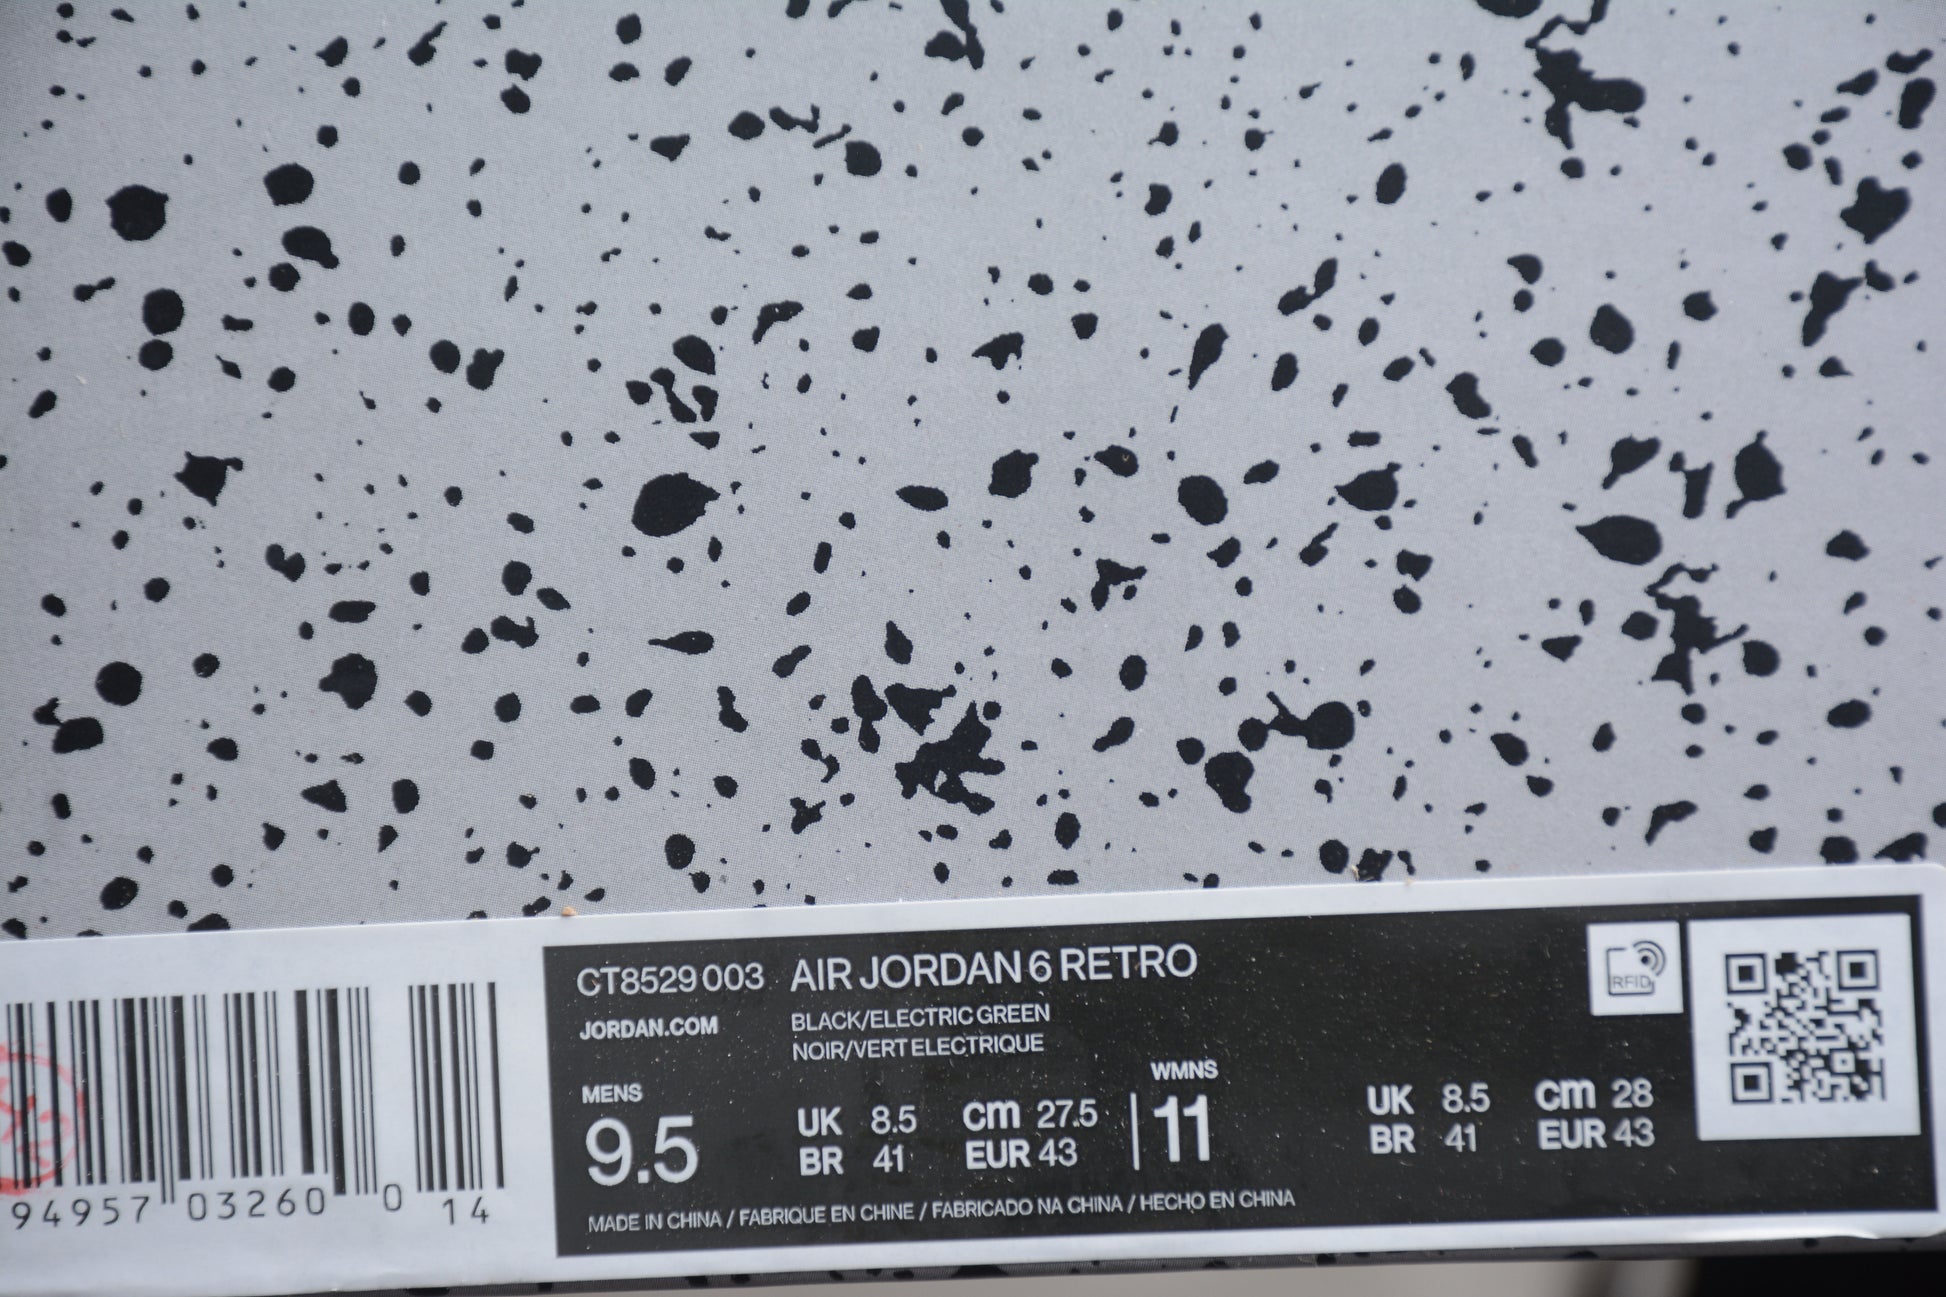 CT8529 003 AIR JORDAN 6 RETRO
JORDAN.COM
BLACK/ELECTRIC GREEN
NOIR/VERT ELECTRIQUE
RFID
MENS
9.5
UK 8.5 cm 27.5
BR 41 EUR 43
WMNS
11
UK 8.5 cm 28
BR 41 EUR 43
MADE IN CHINA / FABRIQUE EN CHINE / FABRICADO NA CHINA / HECHO EN CHINA
94957 03260 0 14